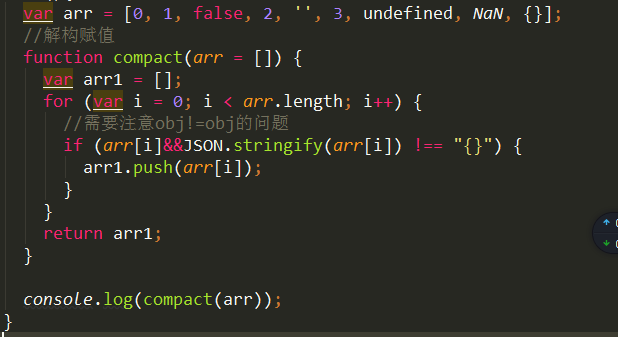 var arr = [0, 1, false, 2, '', 3, undefined, NaN, {}];
//解构赋值
function compact(arr = []) {
var arr1 = [];
for (var i = 0; i < arr.length; i++) {
//需要注意obj!=obj的问题
if (arr[i]&&JSON.stringify(arr[i]) !== "{}") {
arr1.push(arr[i]);
}
}
return arr1;
}
console.log(compact(arr));
}